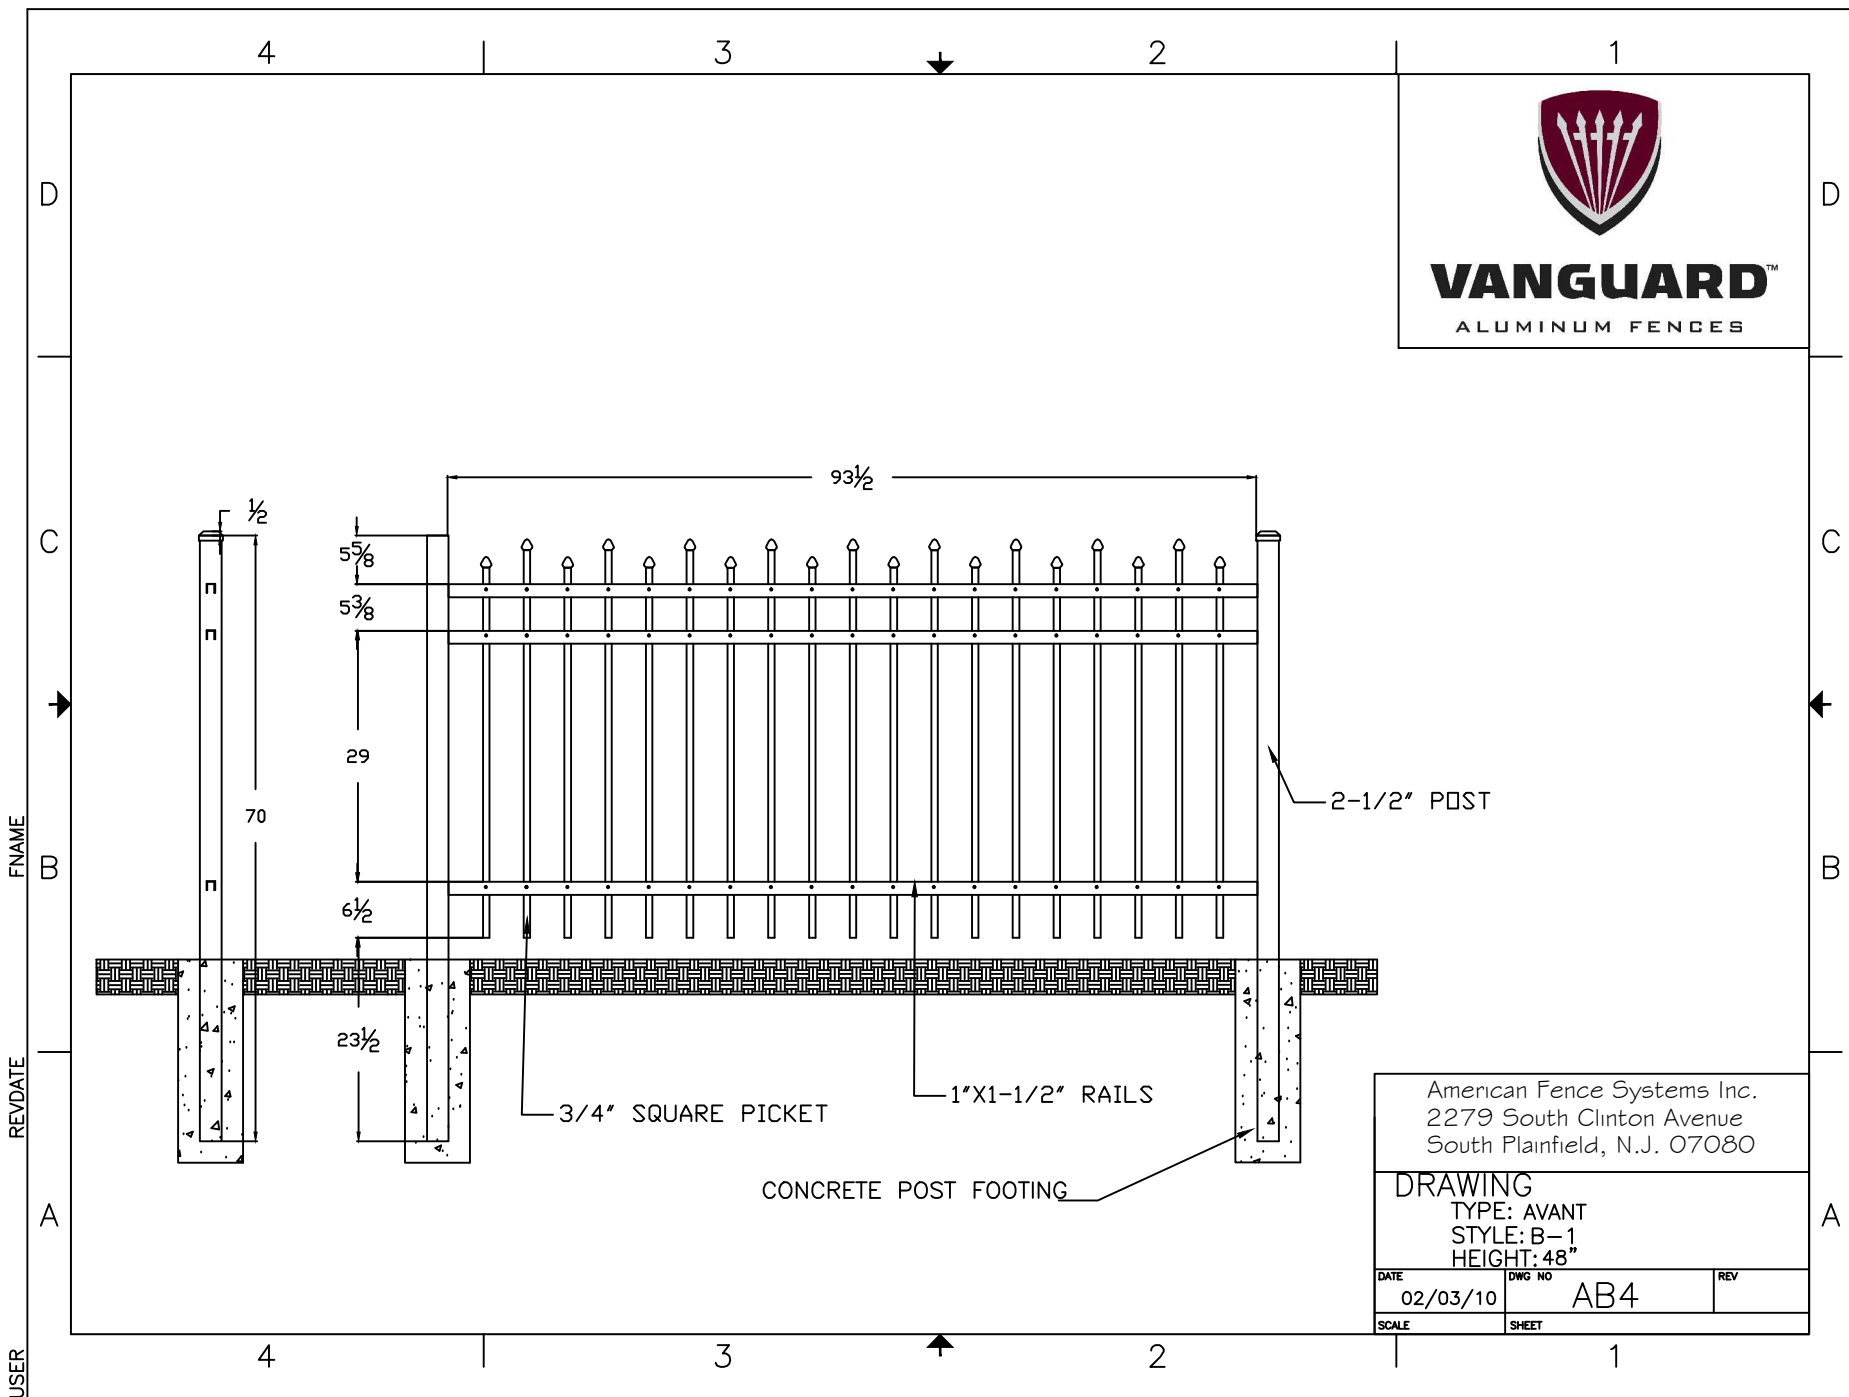 4 3 2 1
D D
VANGUARD™
ALUMINUM FENCES
93½
½
C C
5⅝
5⅜
29
70
2-1/2" POST
FNAME
B B
6½
23½
REVDATE
1"X1-1/2" RAILS
3/4" SQUARE PICKET
CONCRETE POST FOOTING
American Fence Systems Inc.
2279 South Clinton Avenue
South Plainfield, N.J. 07080
DRAWING
TYPE: AVANT
STYLE: B-1
HEIGHT: 48"
A A
DATE DWG NO REV
02/03/10 AB4
SCALE SHEET
USER
4 3 2 1